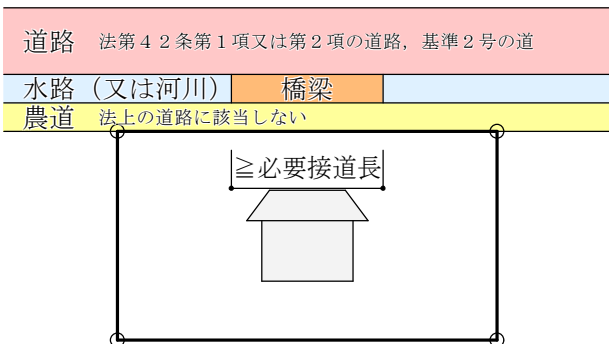 道路 法第４２条第１項又は第２項の道路，基準２号の道
水路（又は河川） 橋梁
農道 法上の道路に該当しない
≧必要接道長